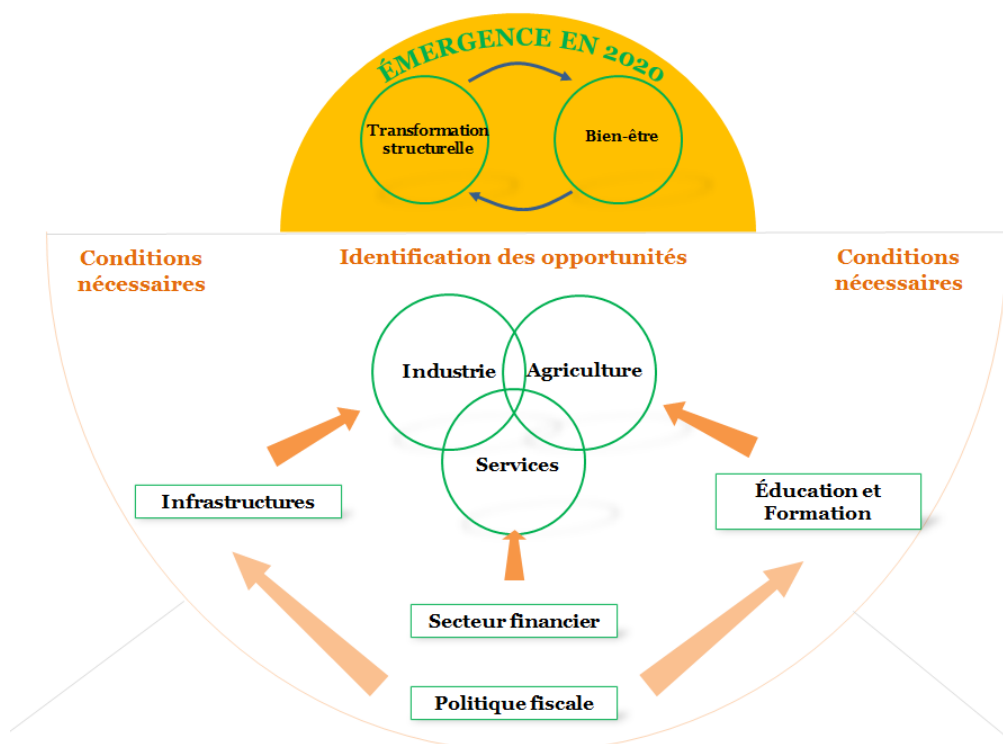 ÉMERGENCE EN 2020
Transformation
structurelle
Bien-être
Conditions
nécessaires
Identification des opportunités
Conditions
nécessaires
Industrie
Agriculture
Services
Infrastructures
Éducation et
Formation
Secteur financier
Politique fiscale